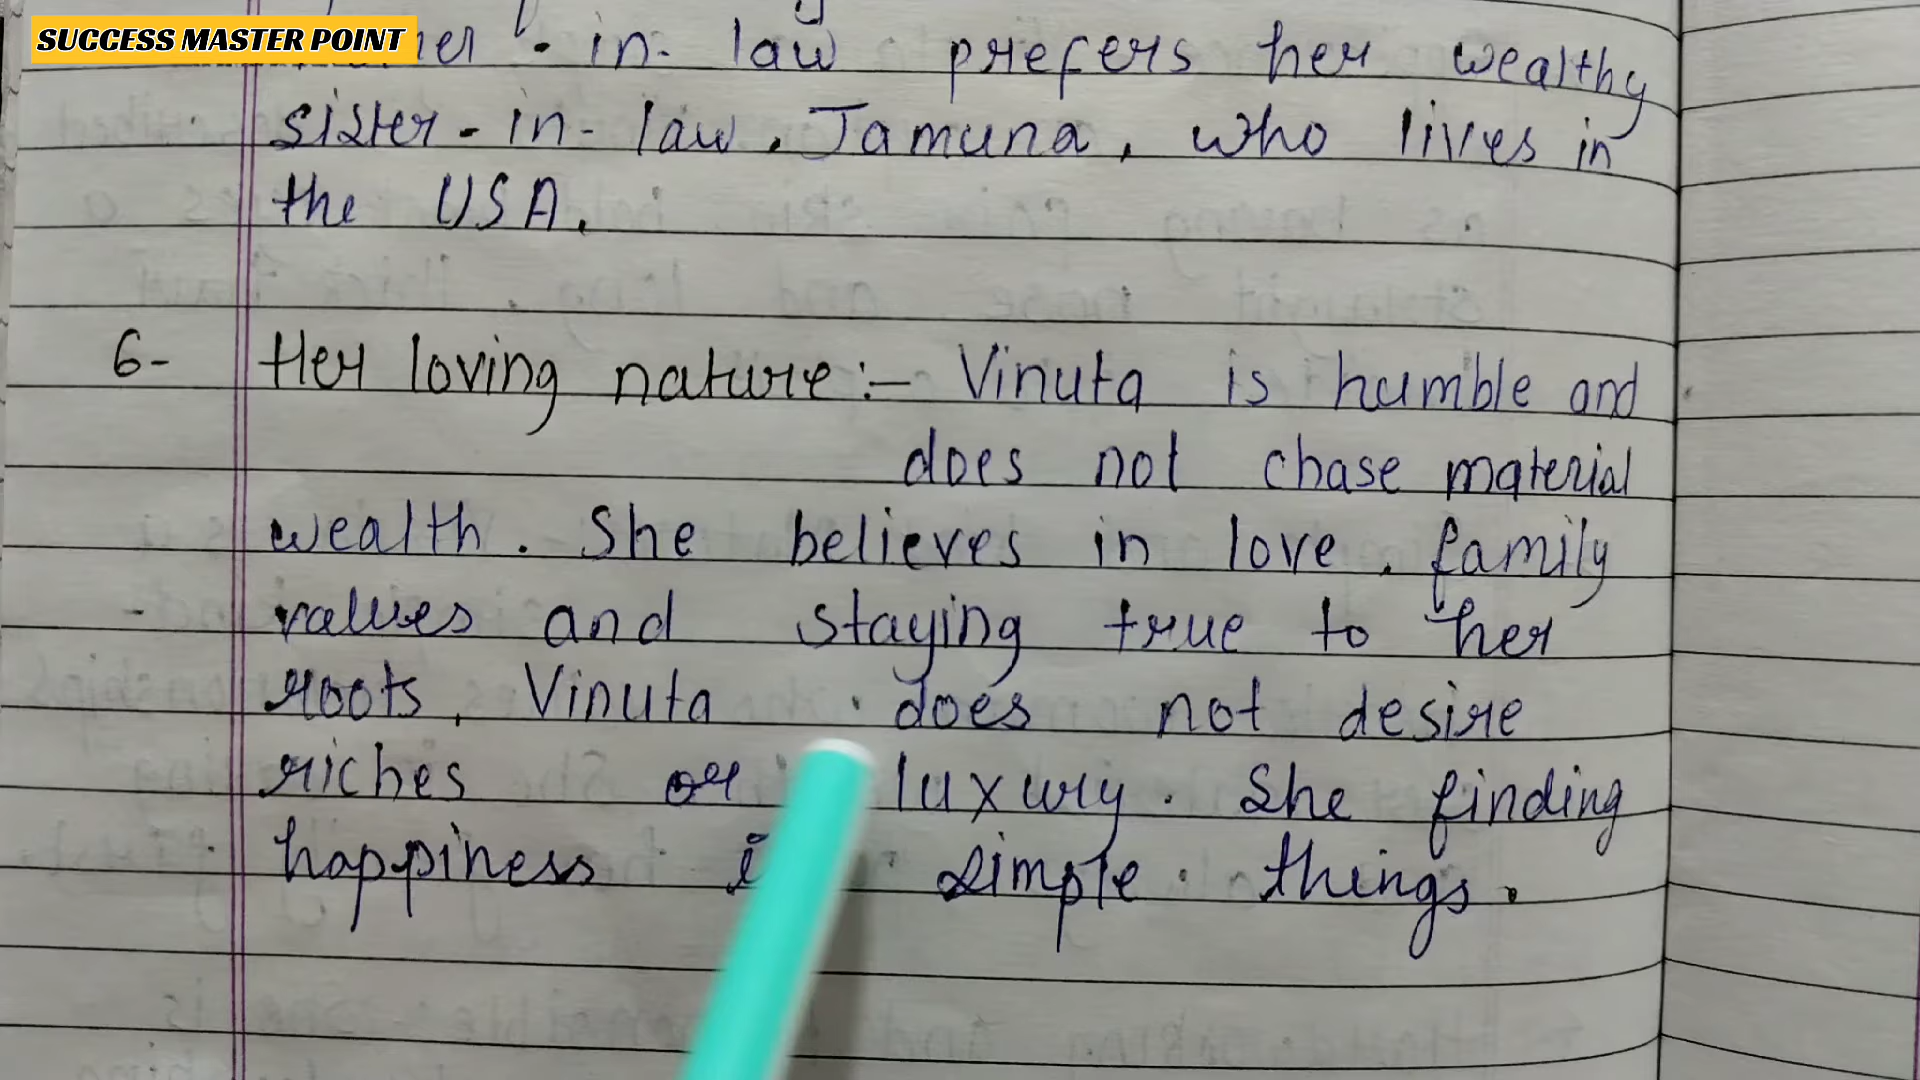 SUCCESS MASTER POINT
-in- law prefers her wealthy
sister-in-law, Jamuna, who lives in
the USA.
6- Her loving nature:- Vinuta is humble and
does not chase material
wealth. She believes in love, family
values and staying true to her
roots, Vinuta does not desire
riches or luxury. She finding
happiness simple things.